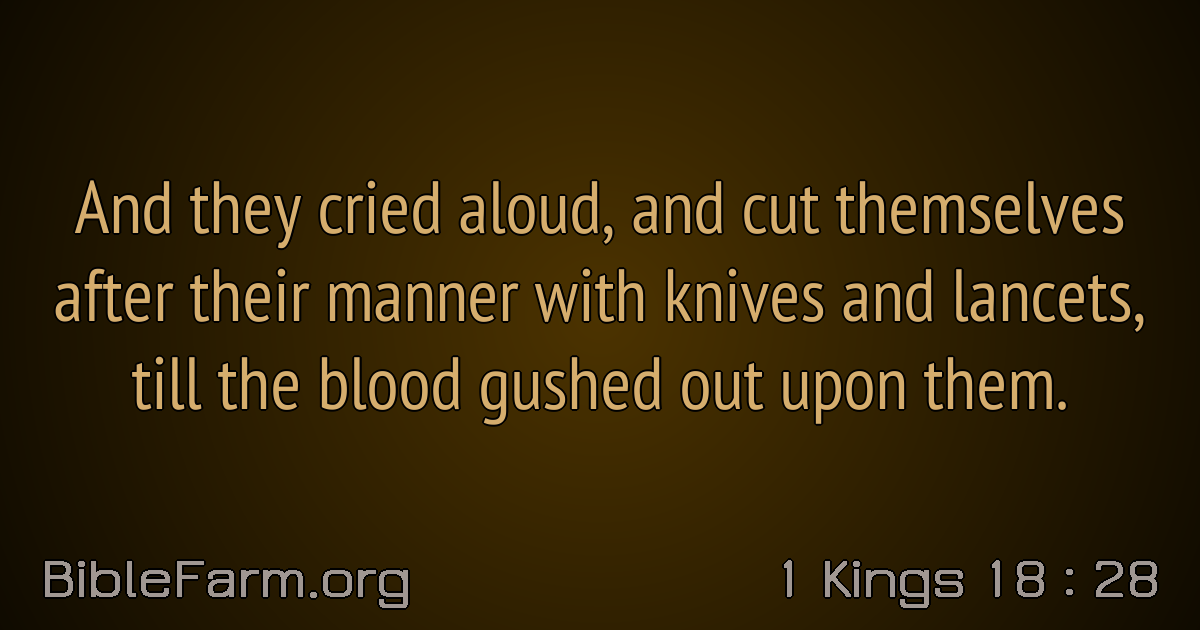 And they cried aloud, and cut themselves
after their manner with knives and lancets,
till the blood gushed out upon them.
BibleFarm.org
1 Kings 18 : 28